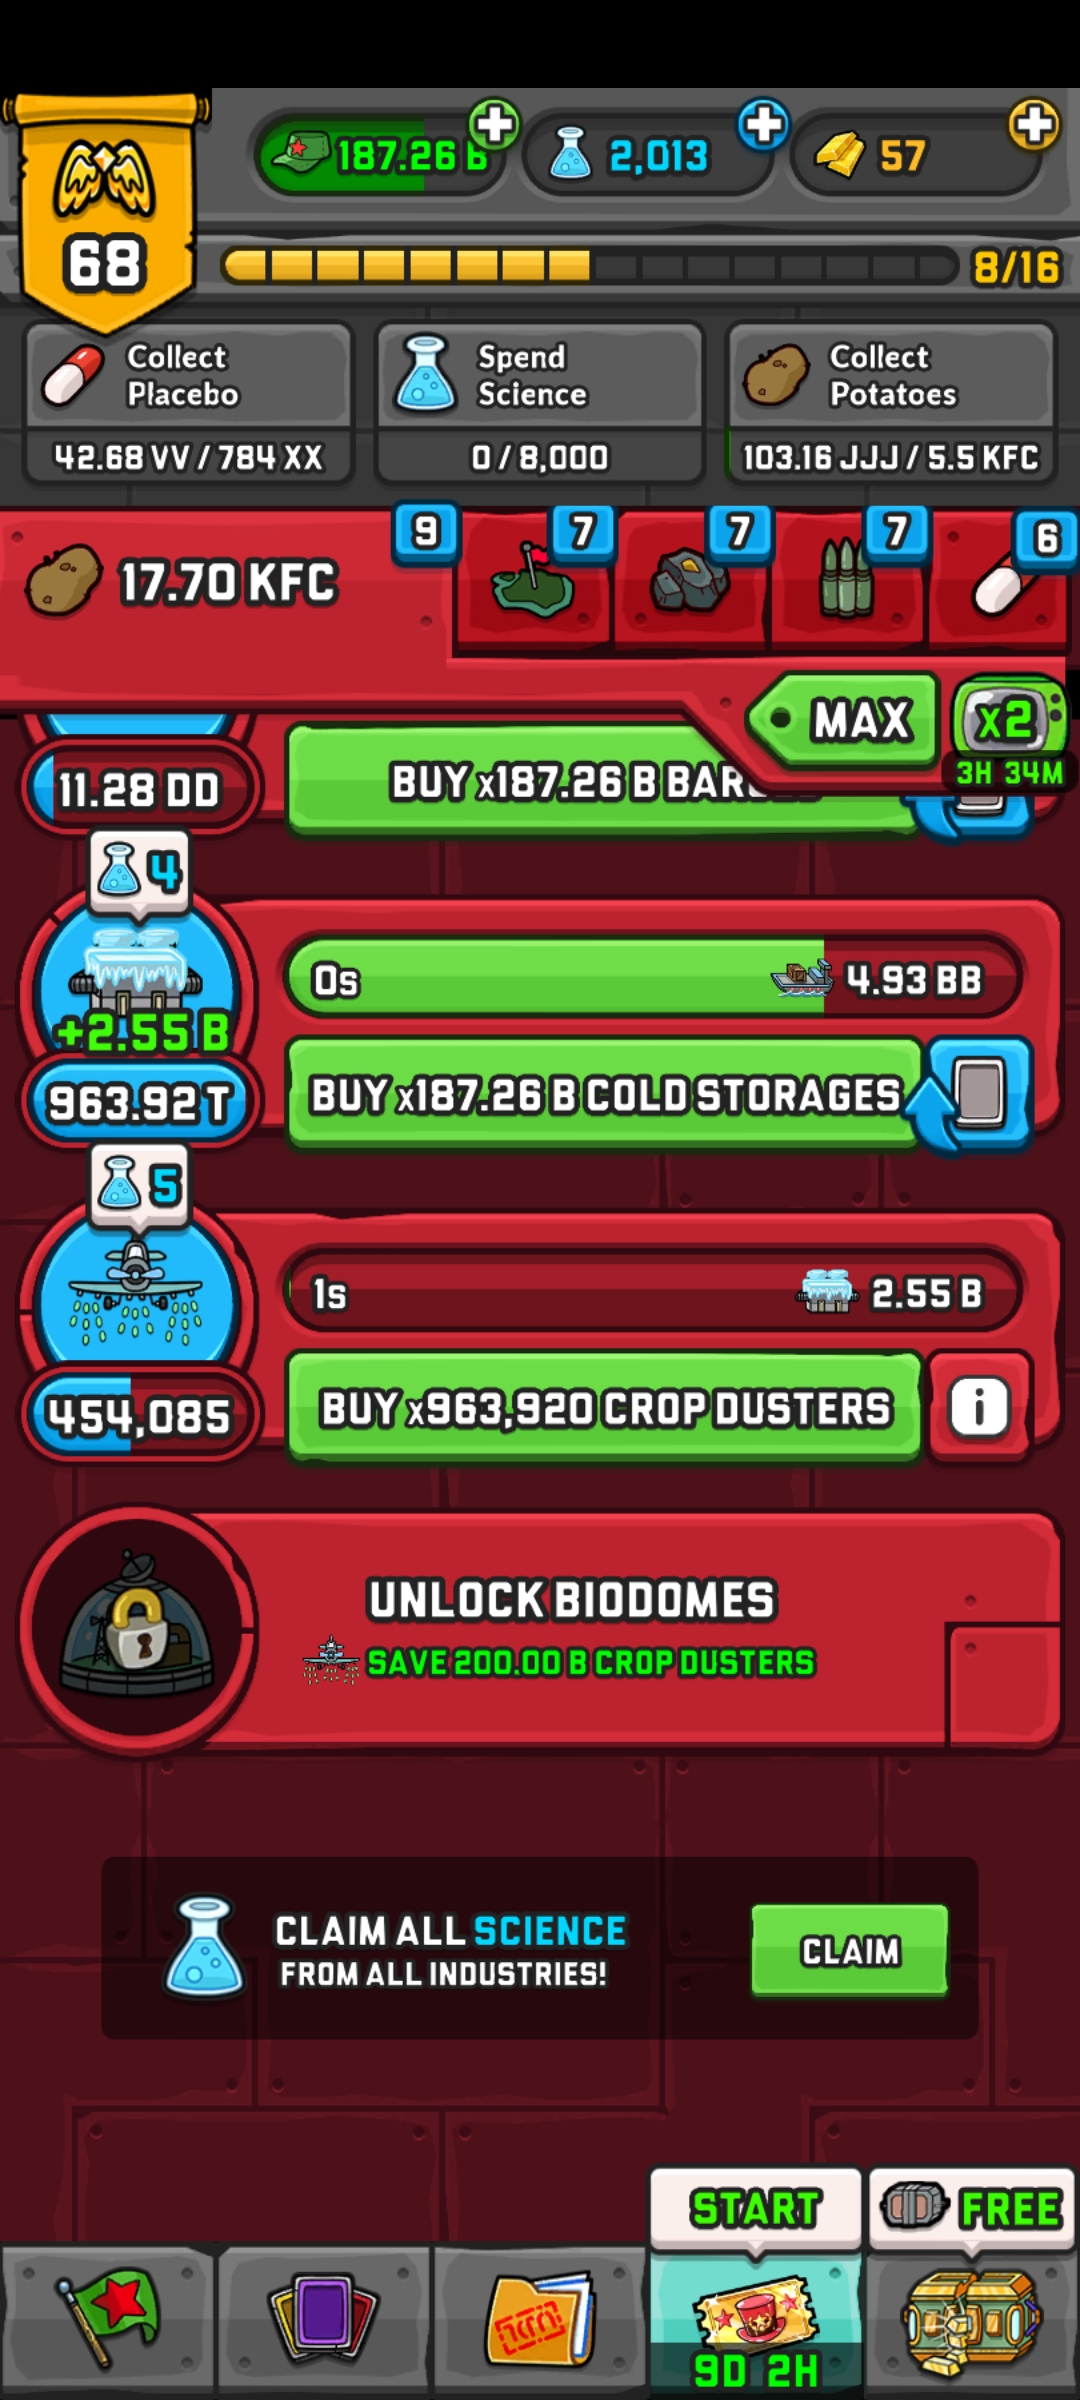 187.26 B
2,013
57
68
8/16
Collect
Placebo
42.68 VV / 784 XX
Spend
Science
0 / 8,000
Collect
Potatoes
103.16 JJJ / 5.5 KFC
17.70 KFC
9
7
7
7
6
MAX
x2
3H 34M
11.28 DD
BUY x187.26 B
4
+2.55 B
963.92 T
0s
4.93 BB
BUY x187.26 B COLD STORAGES
5
454,085
1s
2.55 B
BUY x963,920 CROP DUSTERS
i
UNLOCK BIODOMES
SAVE 200.00 B CROP DUSTERS
CLAIM ALL SCIENCE
FROM ALL INDUSTRIES!
CLAIM
START
FREE
9D 2H